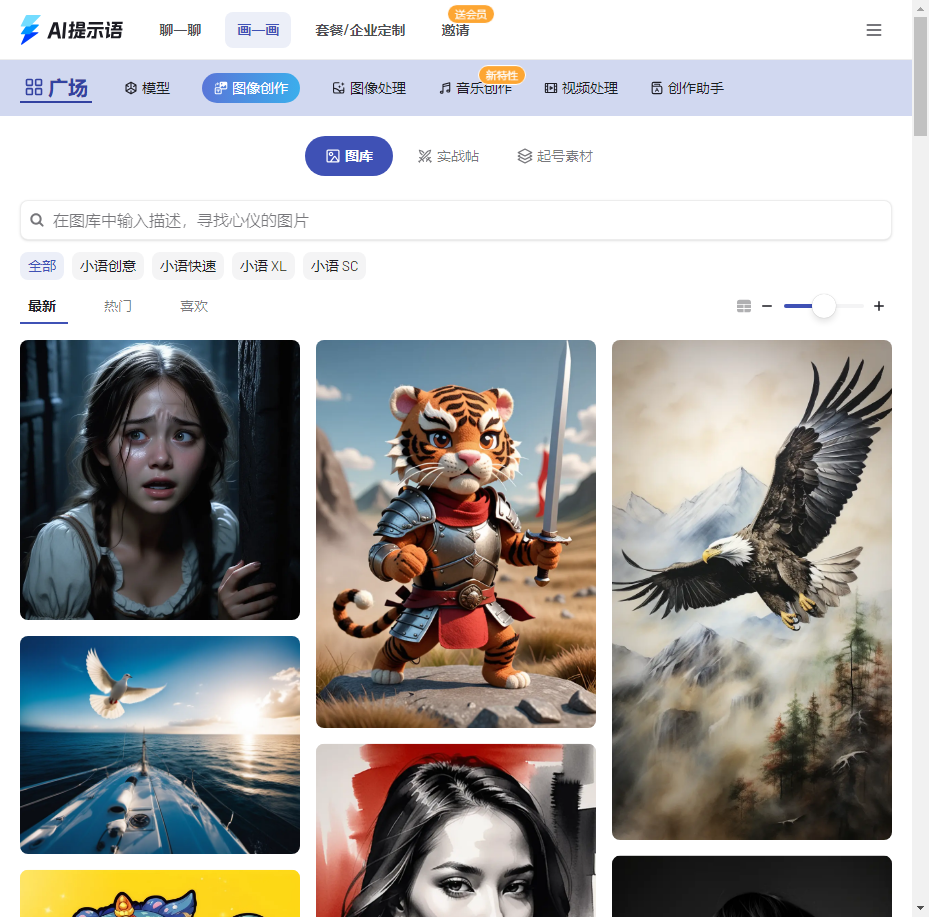 AI提示语
聊一聊
画一画
套餐/企业定制
邀请
送会员
广场
模型
图像创作
图像处理
音乐创作
新特性
视频处理
创作助手
图库
实战帖
起号素材
在图库中输入描述，寻找心仪的图片
全部
小语创意
小语快速
小语 XL
小语 SC
最新
热门
喜欢